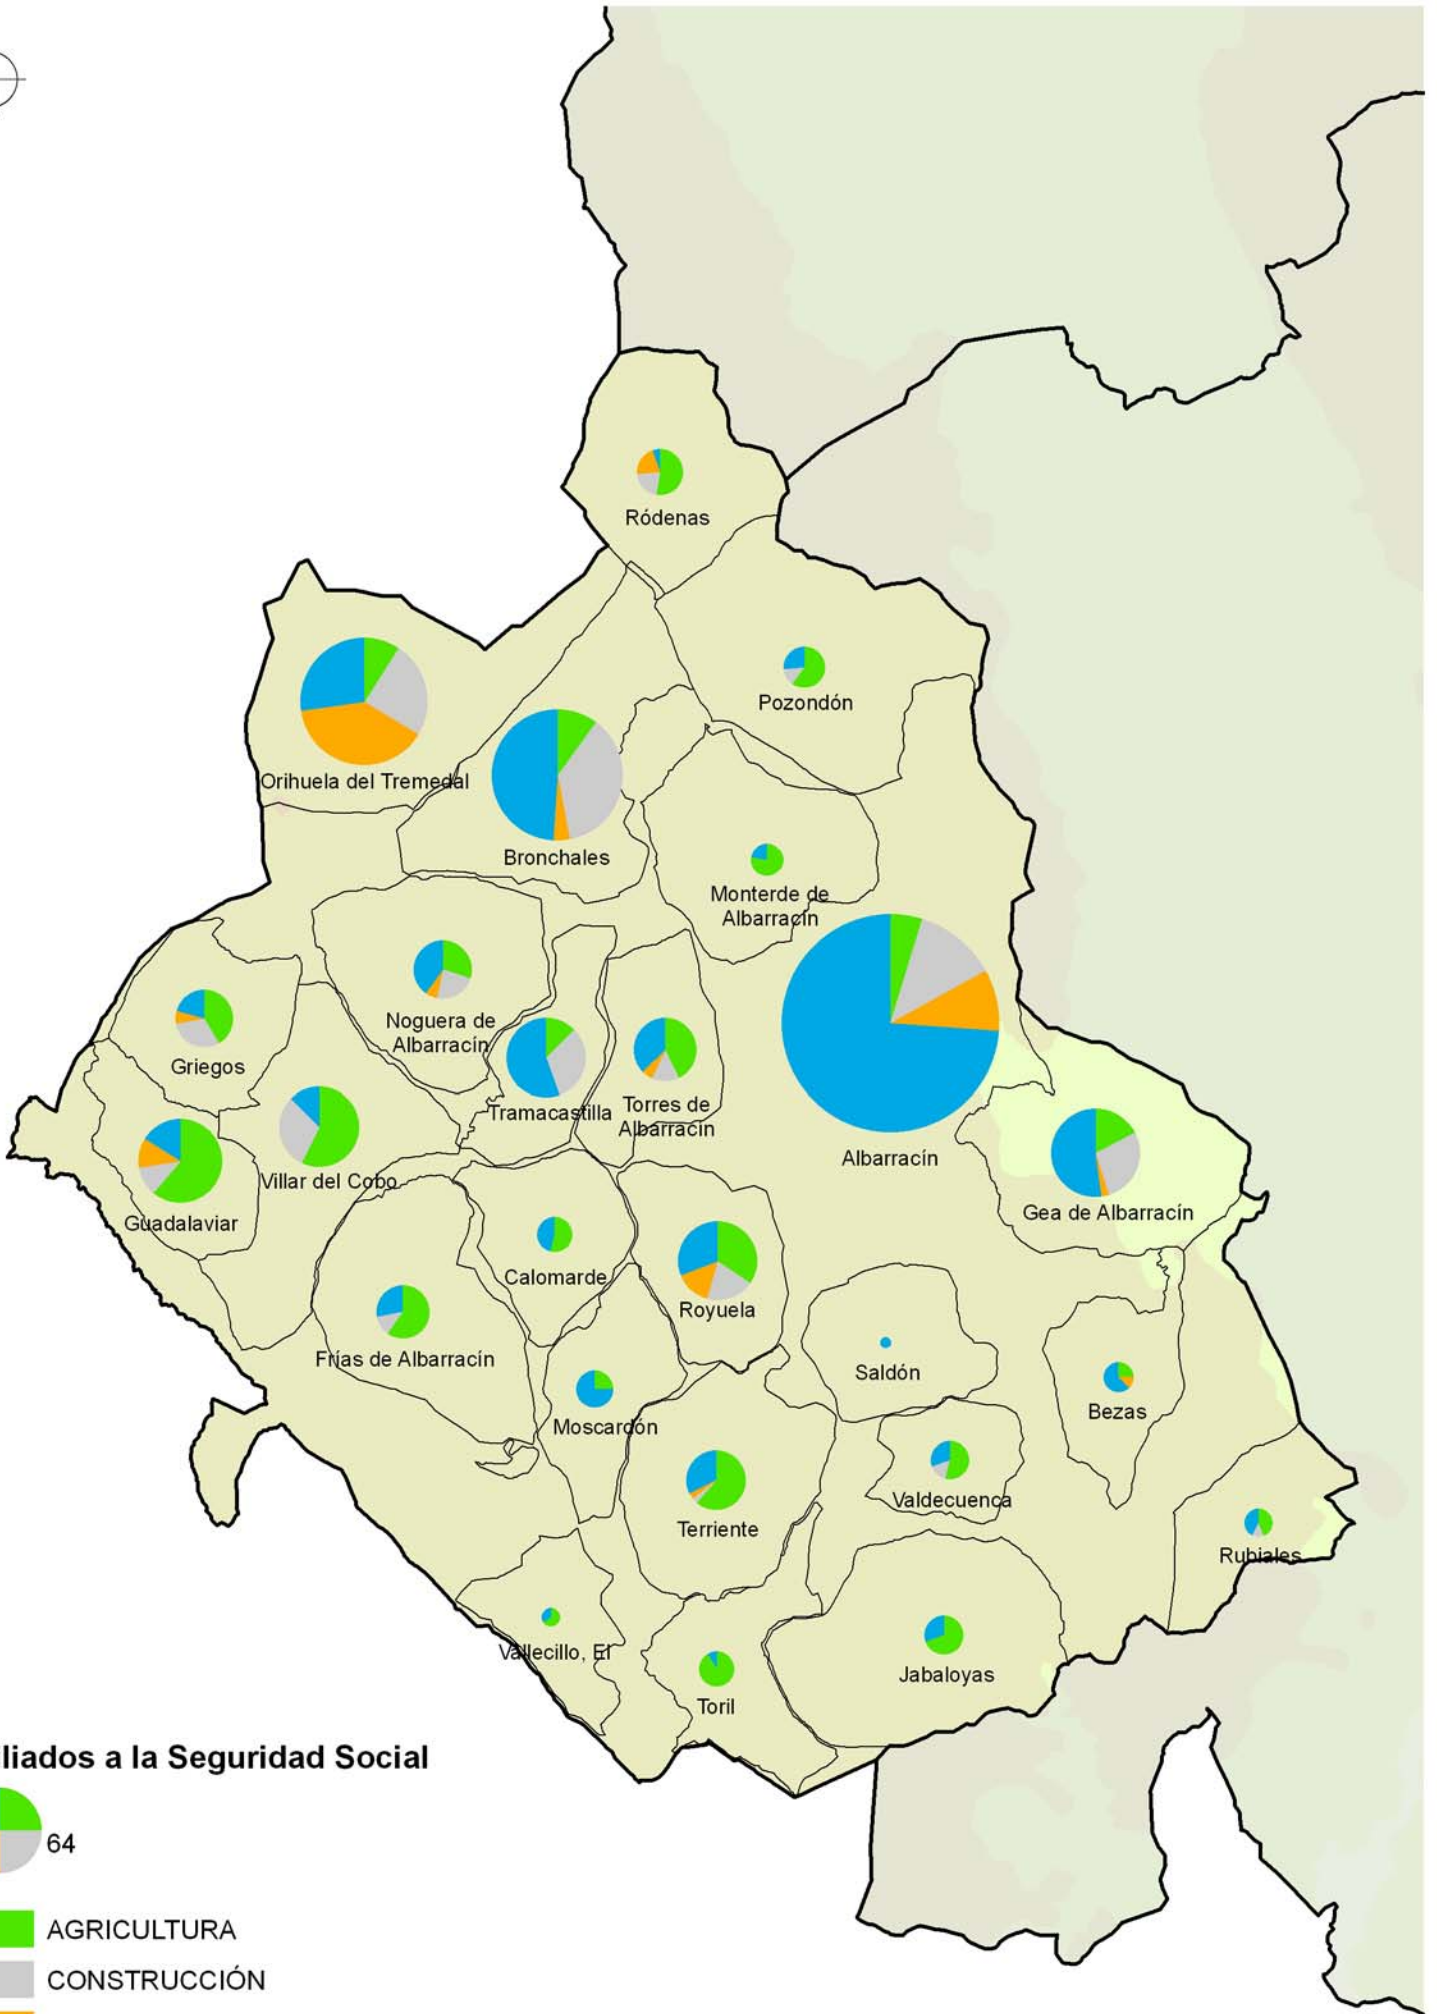 Ródenas
Pozondón
Orihuela del Tremedal
Bronchales
Monterde de
Albarracín
Noguera de
Albarracín
Griegos
Tramacastilla
Torres de
Albarracín
Albarracín
Villar del Cobo
Guadalaviar
Gea de Albarracín
Calomarde
Royuela
Frías de Albarracín
Saldón
Bezas
Moscardón
Valdecuenca
Terriente
Rubiales
Vallecillo, El
Jabaloyas
Toril
liados a la Seguridad Social
64
AGRICULTURA
CONSTRUCCIÓN